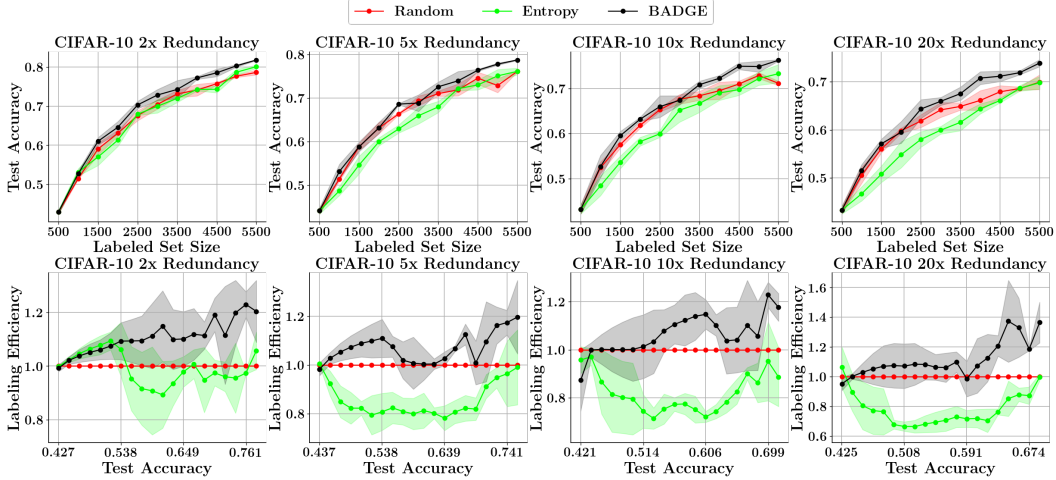 Random Entropy BADGE
CIFAR-10 2x Redundancy CIFAR-10 5x Redundancy CIFAR-10 10x Redundancy CIFAR-10 20x Redundancy
Test Accuracy
0.8
0.7
0.6
0.5
500 1500 2500 3500 4500 5500
Labeled Set Size
Test Accuracy
0.8
0.7
0.6
0.5
500 1500 2500 3500 4500 5500
Labeled Set Size
Test Accuracy
0.7
0.6
0.5
500 1500 2500 3500 4500 5500
Labeled Set Size
Test Accuracy
0.7
0.6
0.5
500 1500 2500 3500 4500 5500
Labeled Set Size
CIFAR-10 2x Redundancy CIFAR-10 5x Redundancy CIFAR-10 10x Redundancy CIFAR-10 20x Redundancy
Labeling Efficiency
1.2
1.0
0.8
0.427 0.538 0.649 0.761
Test Accuracy
Labeling Efficiency
1.2
1.0
0.8
0.437 0.538 0.639 0.741
Test Accuracy
Labeling Efficiency
1.2
1.0
0.8
0.421 0.514 0.606 0.699
Test Accuracy
Labeling Efficiency
1.6
1.4
1.2
1.0
0.8
0.6
0.425 0.508 0.591 0.674
Test Accuracy